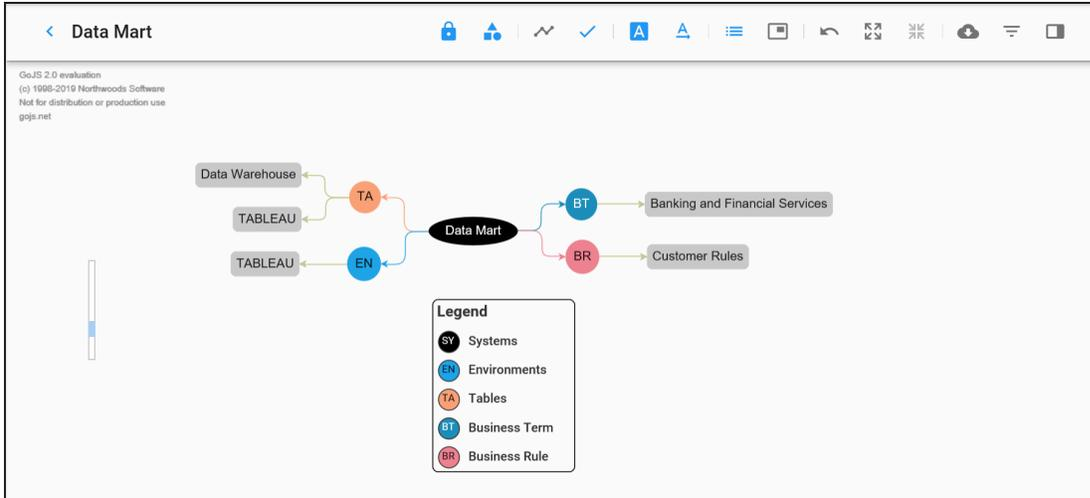 Data Mart
A
A
GoJS 2.0 evaluation
(c) 1998-2019 Northwoods Software
Not for distribution or production use
gojs.net
Data Warehouse
TABLEAU
TABLEAU
TA
EN
Data Mart
BT
BR
Banking and Financial Services
Customer Rules
Legend
SY Systems
EN Environments
TA Tables
BT Business Term
BR Business Rule